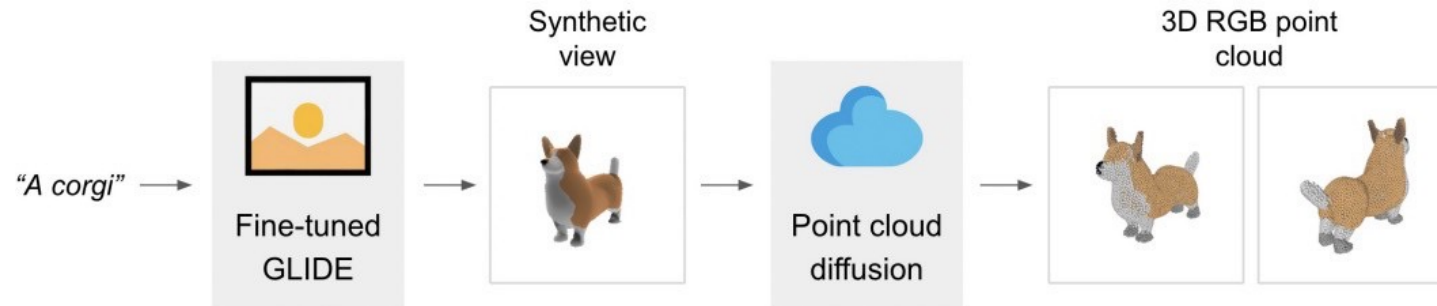 “A corgi”
Fine-tuned
GLIDE
Synthetic
view
Point cloud
diffusion
3D RGB point
cloud